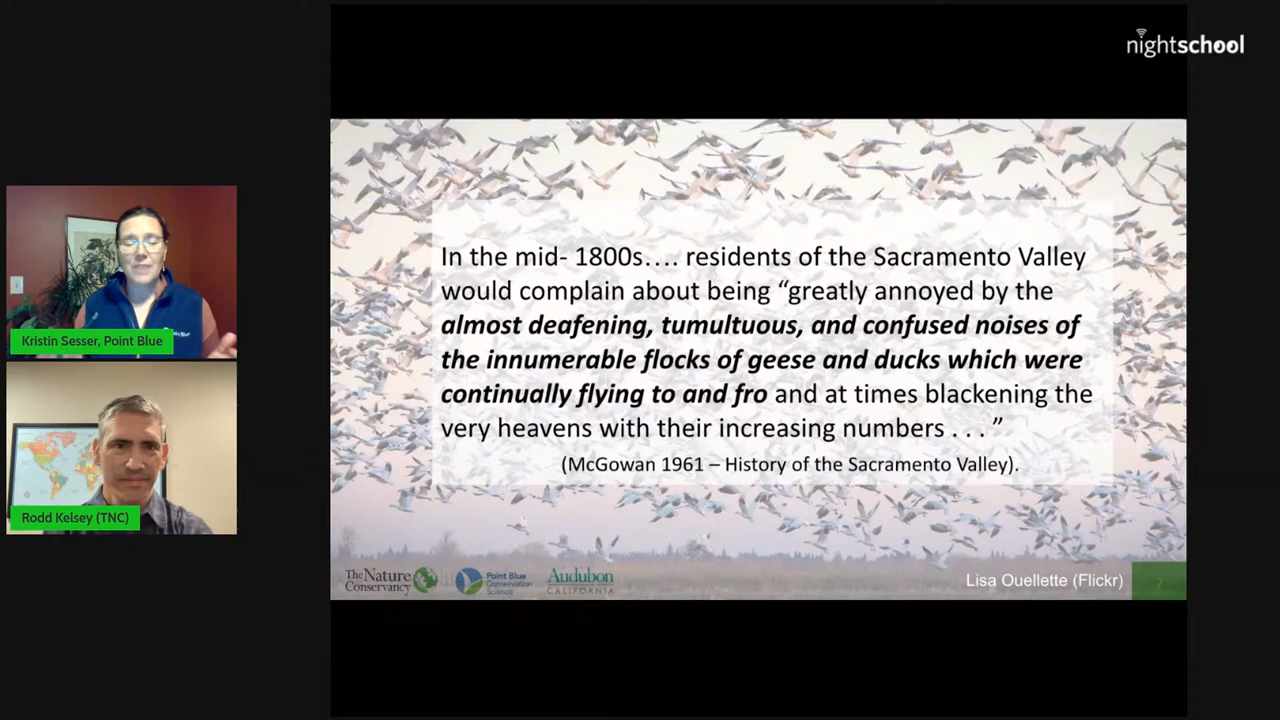 nightschool
In the mid- 1800s…. residents of the Sacramento Valley
would complain about being “greatly annoyed by the
almost deafening, tumultuous, and confused noises of
the innumerable flocks of geese and ducks which were
continually flying to and fro and at times blackening the
very heavens with their increasing numbers . . . ”
(McGowan 1961 – History of the Sacramento Valley).
Kristin Sesser, Point Blue
Rodd Kelsey (TNC)
The Nature
Conservancy
Point Blue
Conservation
Science
Audubon
CALIFORNIA
Lisa Ouellette (Flickr)
2